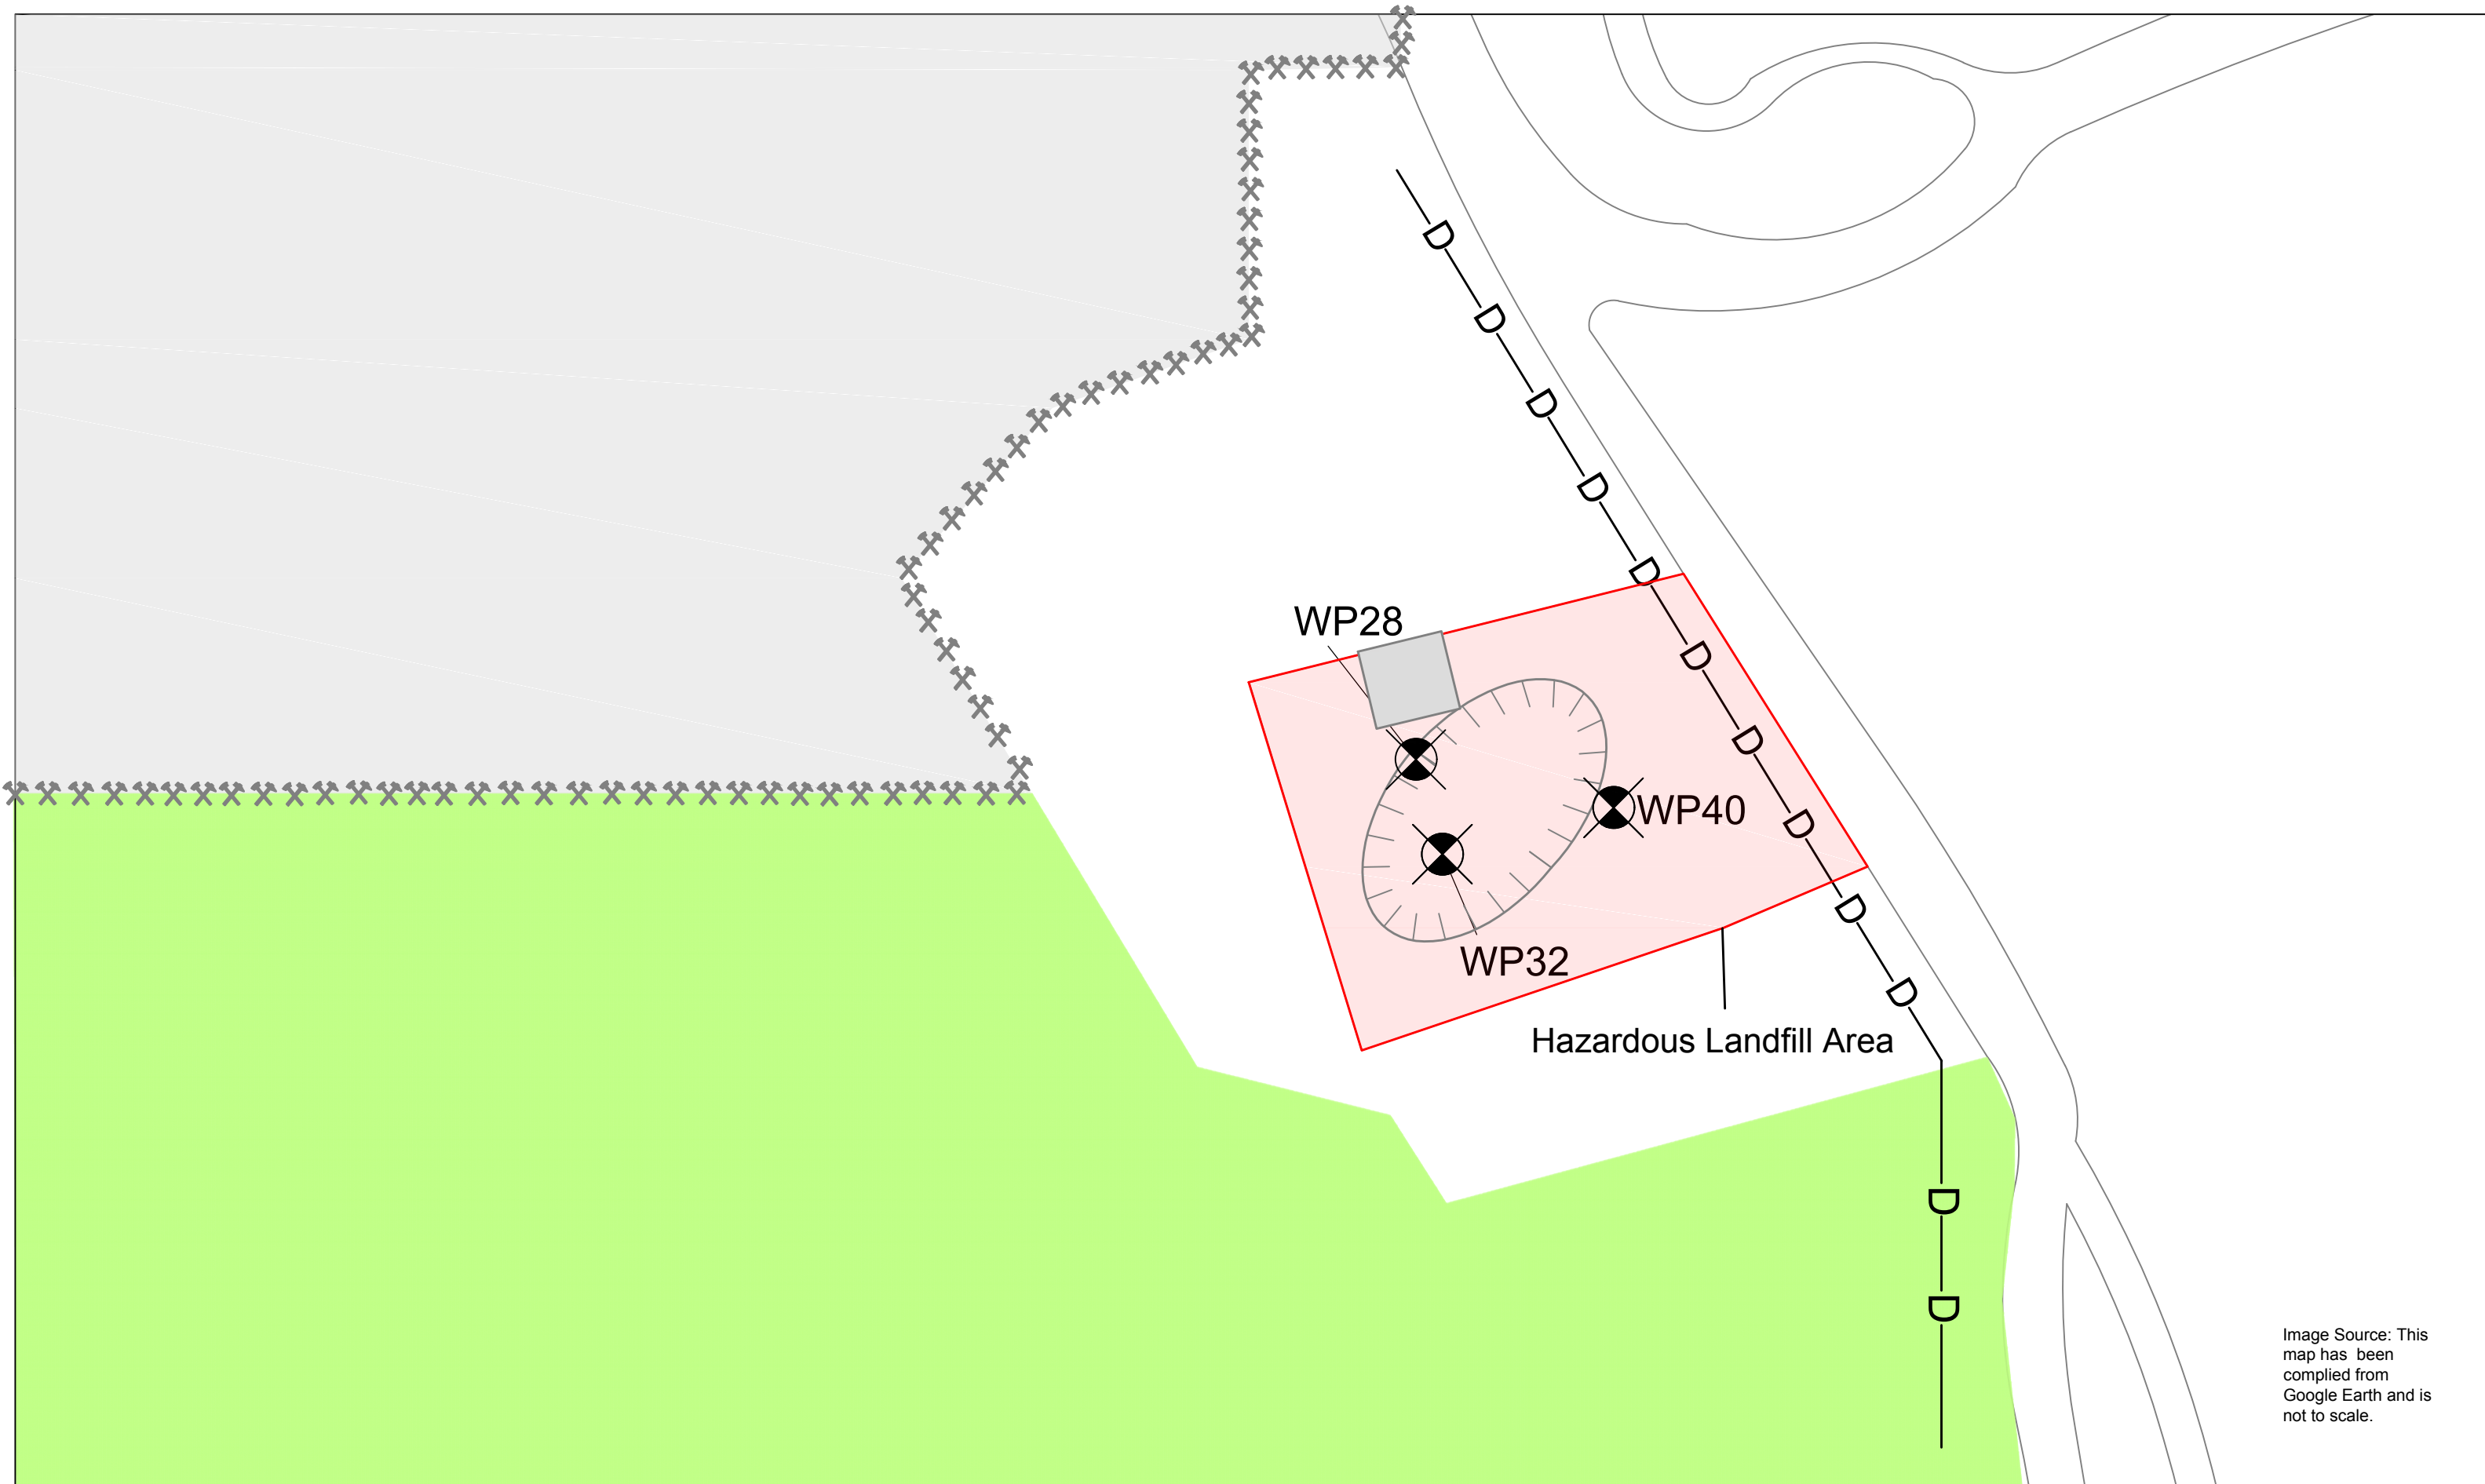 D
D
D
D
D
WP28
D
D
WP40
D
WP32
D
D
Hazardous Landfill Area
D
D
Image Source: This
map has been
complied from
Google Earth and is
not to scale.